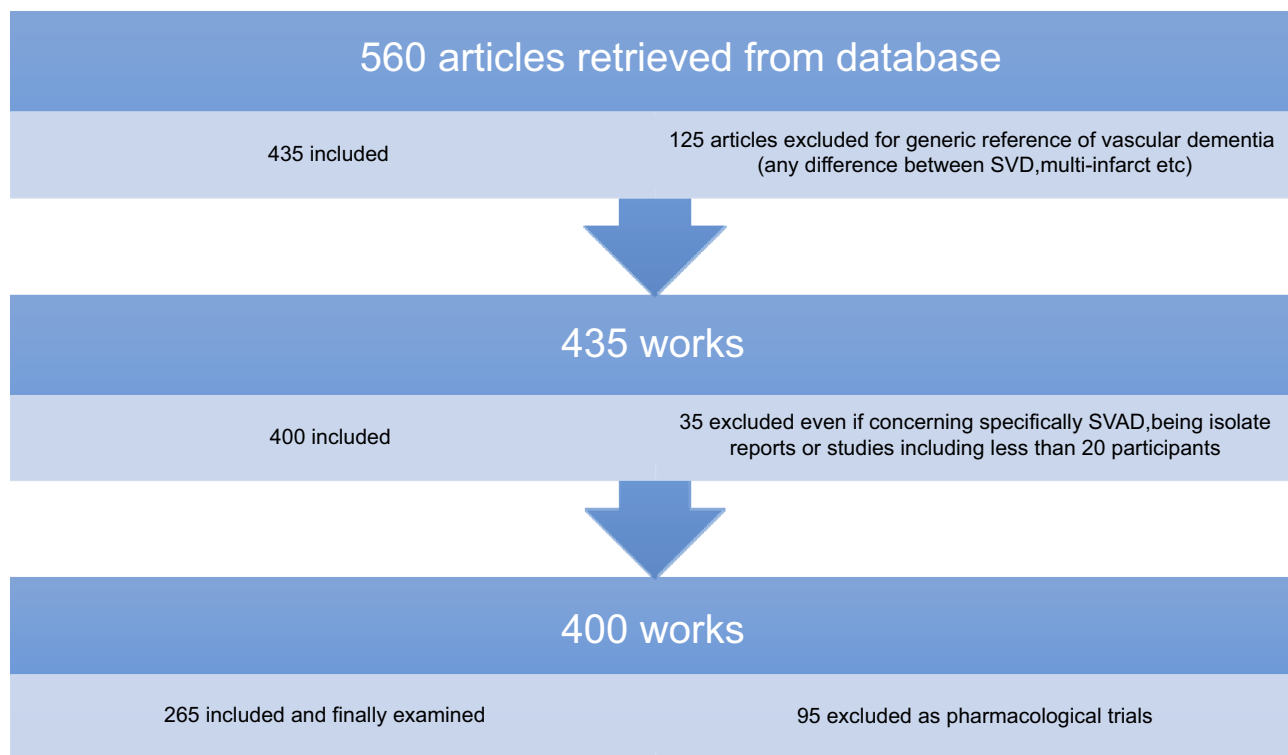 560 articles retrieved from database
435 included
125 articles excluded for generic reference of vascular dementia
(any difference between SVD,multi-infarct etc)
435 works
400 included
35 excluded even if concerning specifically SVAD,being isolate
reports or studies including less than 20 participants
400 works
265 included and finally examined
95 excluded as pharmacological trials